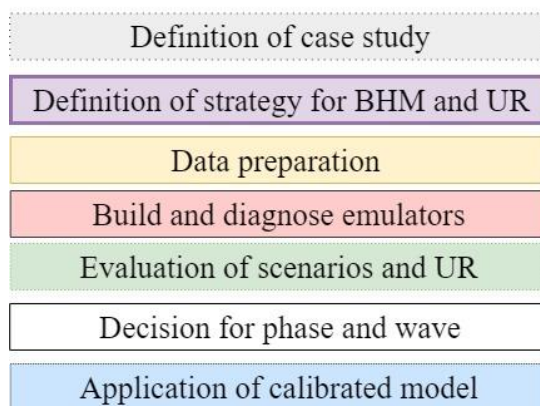 Definition of case study
Definition of strategy for BHM and UR
Data preparation
Build and diagnose emulators
Evaluation of scenarios and UR
Decision for phase and wave
Application of calibrated model